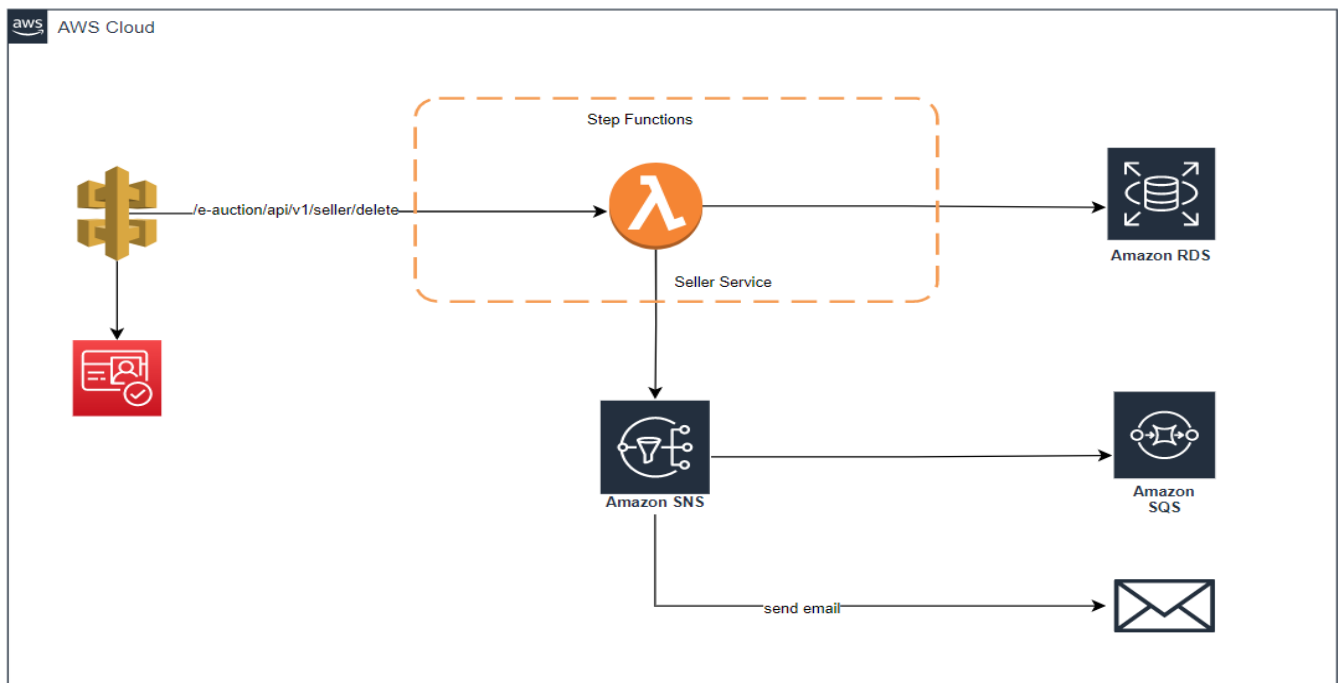 aws
AWS Cloud
Step Functions
/e-auction/api/v1/seller/delete
Amazon RDS
Seller Service
Amazon SNS
Amazon
SQS
send email